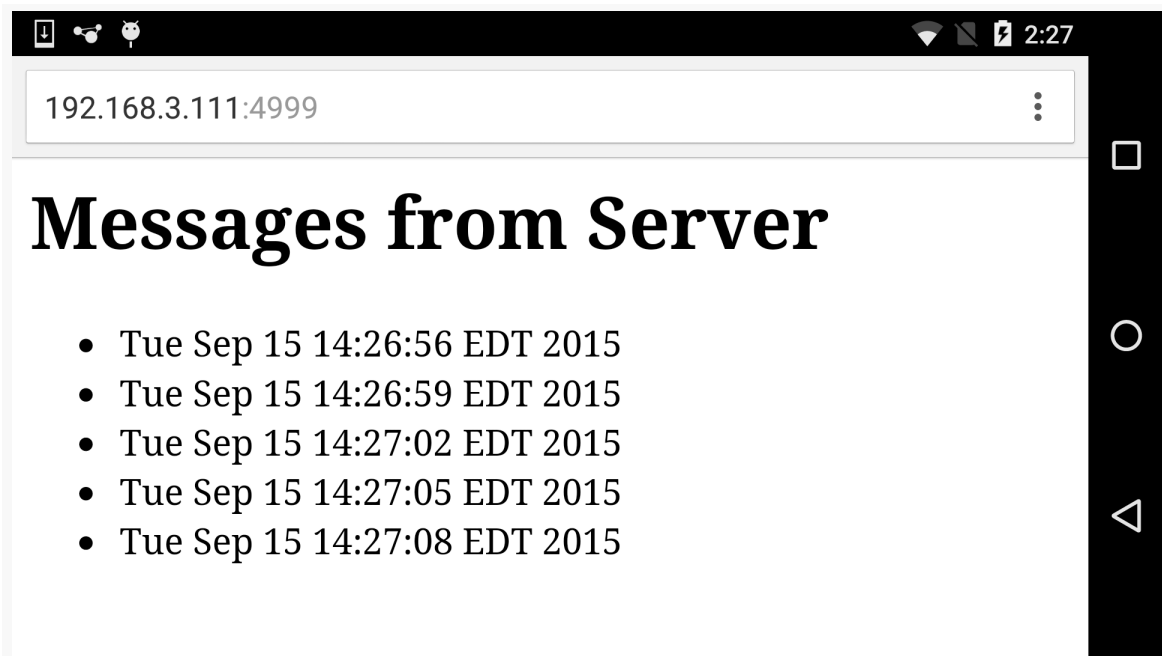 2:27
192.168.3.111:4999
Messages from Server
• Tue Sep 15 14:26:56 EDT 2015
• Tue Sep 15 14:26:59 EDT 2015
• Tue Sep 15 14:27:02 EDT 2015
• Tue Sep 15 14:27:05 EDT 2015
• Tue Sep 15 14:27:08 EDT 2015